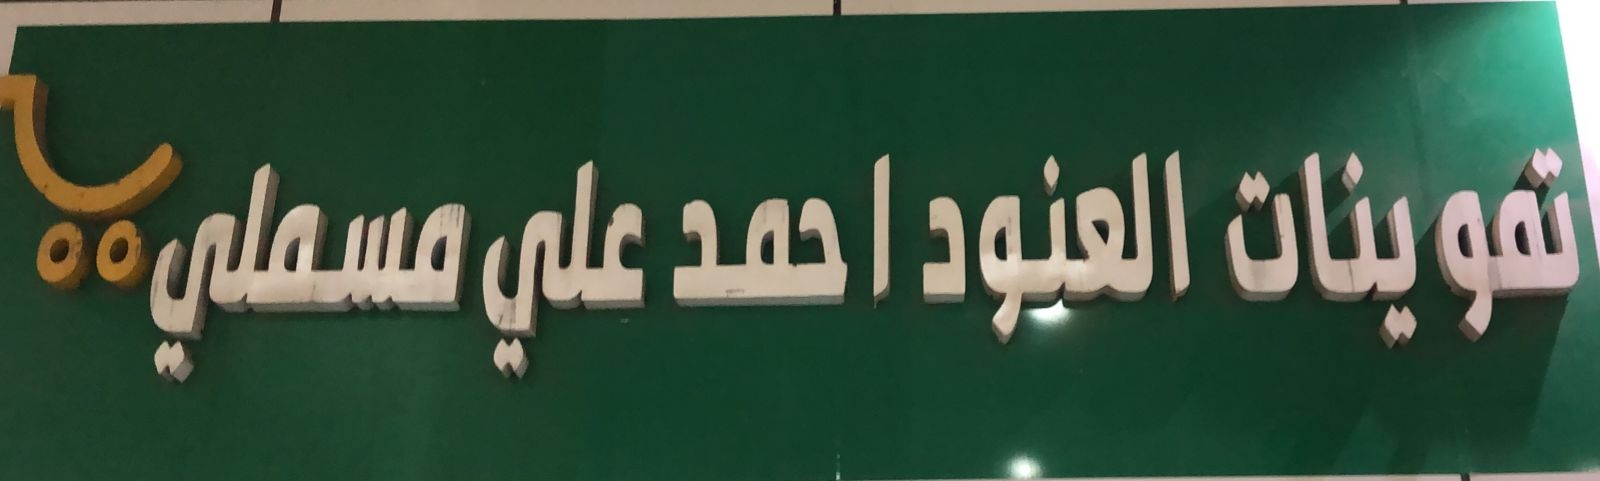 تموينات العنود احمد علي مسملي